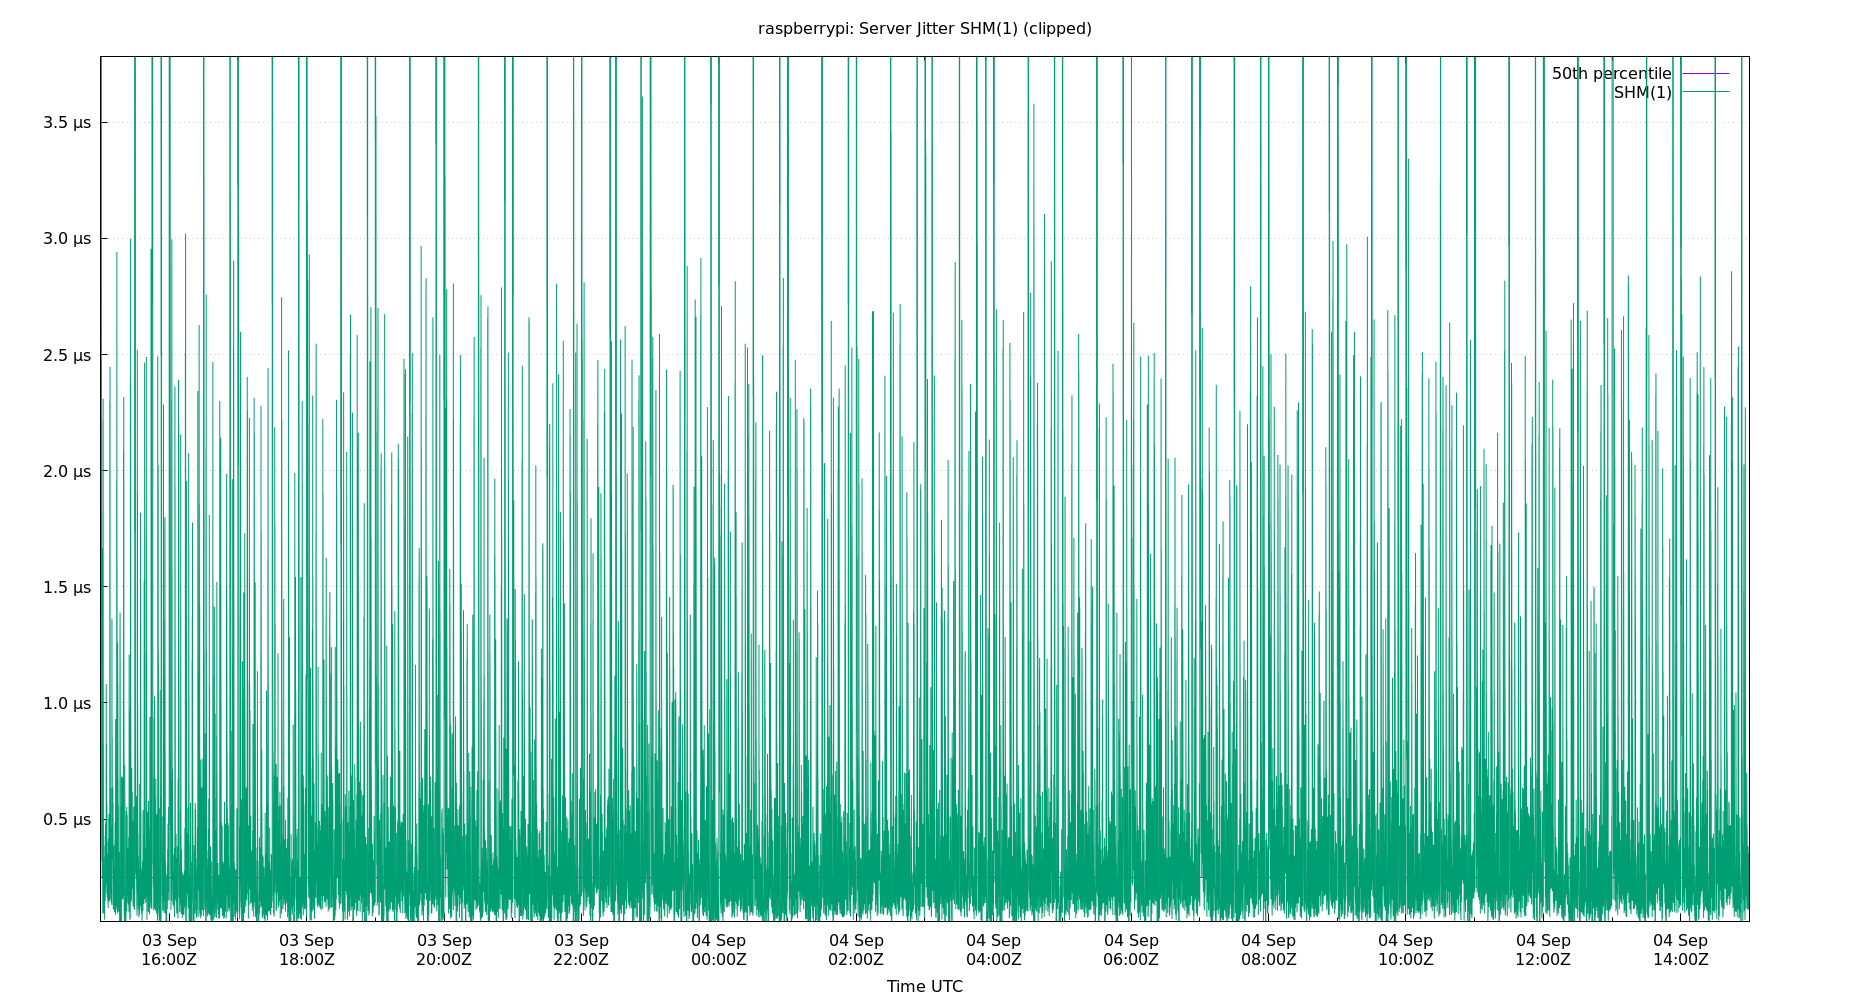 raspberrypi: Server Jitter SHM(1) (clipped)
50th percentile
SHM(1)
3.5 µs
3.0 µs
2.5 µs
2.0 µs
1.5 µs
1.0 µs
0.5 µs
03 Sep 03 Sep 03 Sep 03 Sep 04 Sep 04 Sep 04 Sep 04 Sep 04 Sep 04 Sep 04 Sep 04 Sep
16:00Z 18:00Z 20:00Z 22:00Z 00:00Z 02:00Z 04:00Z 06:00Z 08:00Z 10:00Z 12:00Z 14:00Z
Time UTC